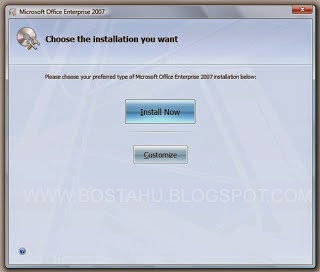 Microsoft Office Enterprise 2007
Choose the installation you want
Please choose your preferred type of Microsoft Office Enterprise 2007 installation below:
Install Now
Customize
WWW.BOSTAHU.BLOGSPOT.COM